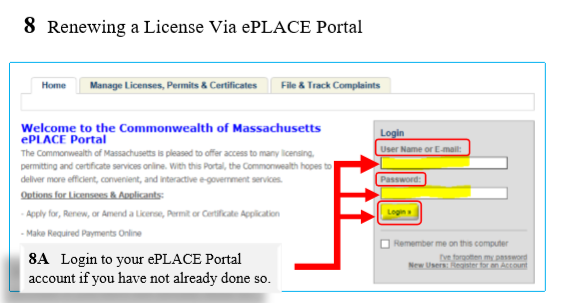 8 Renewing a License Via ePLACE Portal
Home Manage Licenses, Permits & Certificates File & Track Complaints
Welcome to the Commonwealth of Massachusetts
ePLACE Portal
The Commonwealth of Massachusetts is pleased to offer access to many licensing,
permitting and certificate services online. With this Portal, the Commonwealth hopes to
deliver more efficient, convenient, and interactive e-government services.
Options for Licensees & Applicants:
- Apply for, Renew, or Amend a License, Permit or Certificate Application
- Make Required Payments Online
8A Login to your ePLACE Portal
account if you have not already done so.
Login
User Name or E-mail:
Password:
Login »
Remember me on this computer
I've forgotten my password
New Users: Register for an Account